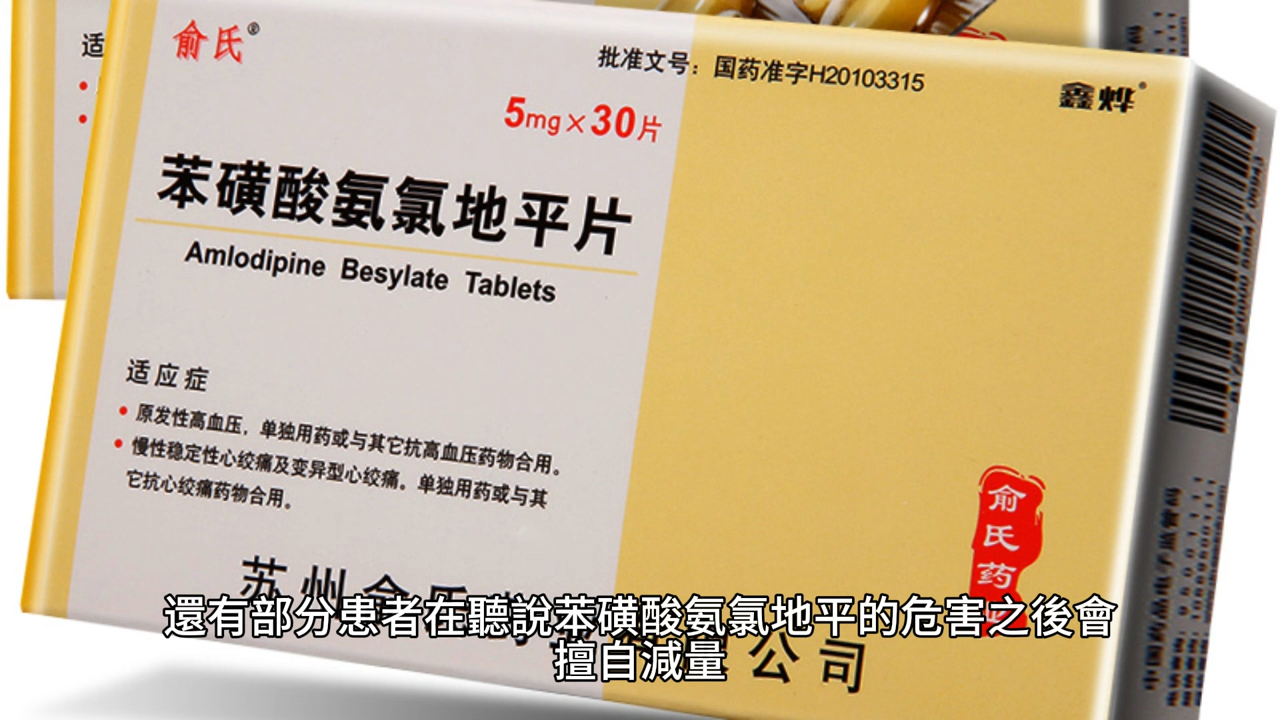 适
俞氏®
批准文号：国药准字H20103315
鑫烨®
5mg×30片
苯磺酸氨氯地平片
Amlodipine Besylate Tablets
适应症
• 原发性高血压，单独用药或与其它抗高血压药物合用。
• 慢性稳定性心绞痛及变异型心绞痛。单独用药或与其
它抗心绞痛药物合用。
俞氏药
苏州俞氏
公司
還有部分患者在聽說苯磺酸氨氯地平的危害之後會
擅自減量